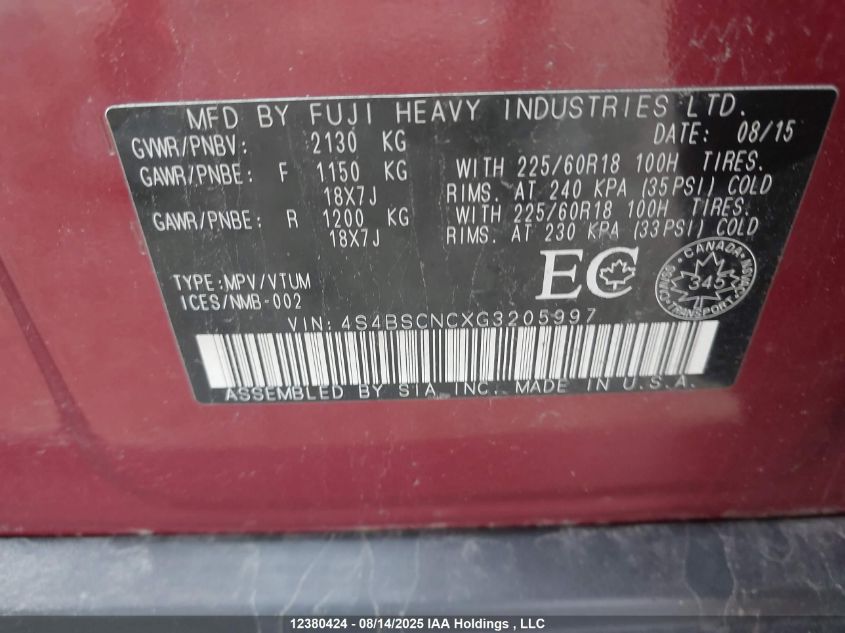 MFD BY FUJI HEAVY INDUSTRIES LTD.
GVWR/PNBV: 2130 KG DATE: 08/15
GAWR/PNBE: F 1150 KG WITH 225/60R18 100H TIRES.
18X7J RIMS. AT 240 KPA (35PSI) COLD
GAWR/PNBE: R 1200 KG WITH 225/60R18 100H TIRES.
18X7J RIMS. AT 230 KPA (33PSI) COLD
EC
CANADA
345
TRANSPORT
TYPE:MPV/VTUM
ICES/NMB-002
VIN: 4S4BSCNCXG3205997
ASSEMBLED BY SIA INC. MADE IN U.S.A.
12380424 - 08/14/2025 IAA Holdings , LLC